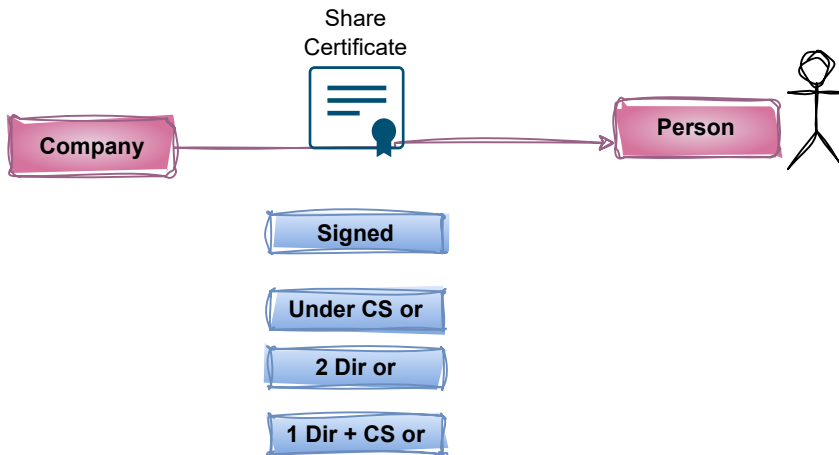 Share
Certificate
Company
Person
Signed
Under CS or
2 Dir or
1 Dir + CS or